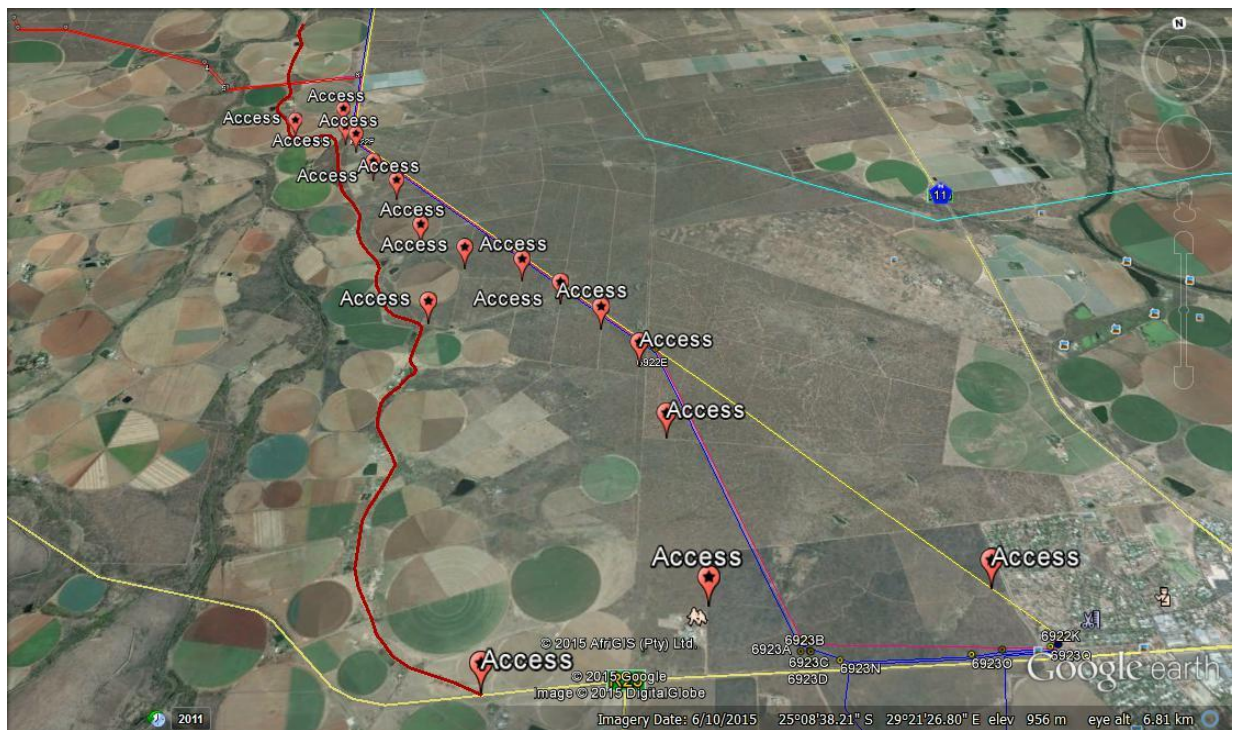 N
Access
Access
Access
Access
Access
Access
11
Access
Access
Access
Access
Access
Access
Access
6922E
Access
Access
Access
6923B
6922K
6923A
6923C
6923N
6923O
6923Q
6923D
Access
© 2015 AfriGIS (Pty) Ltd.
© 2015 Google
Image © 2015 DigitalGlobe
Google earth
2011
Imagery Date: 6/10/2015 25°08'38.21" S 29°21'26.80" E elev 956 m eye alt 6.81 km